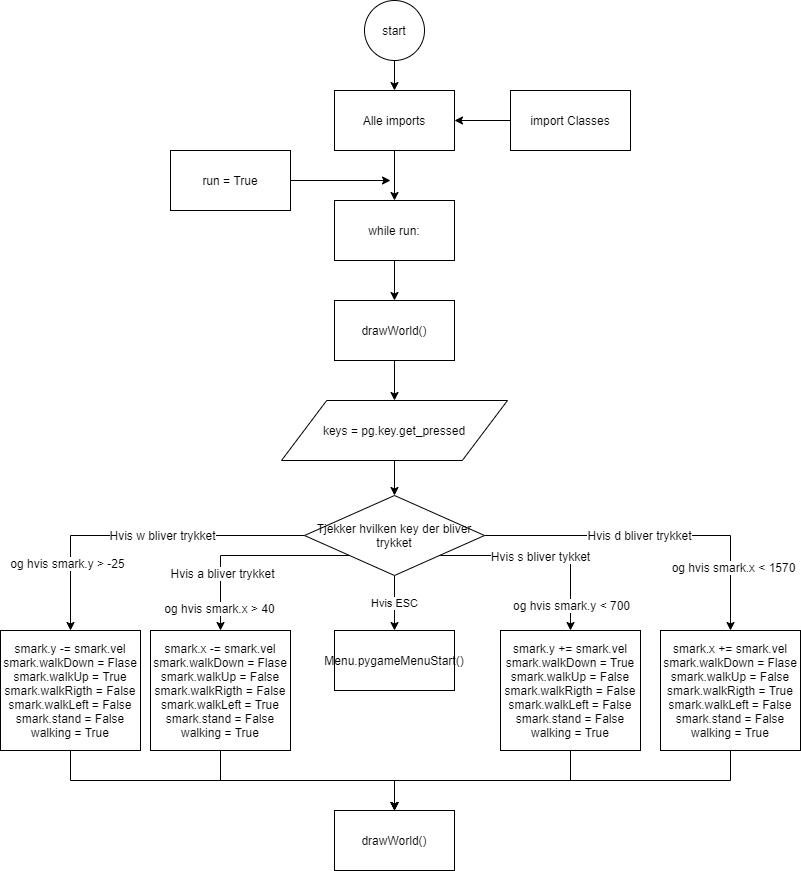 start
Alle imports
import Classes
run = True
while run:
drawWorld()
keys = pg.key.get_pressed
Tjekker hvilken key der bliver
trykket
Hvis w bliver trykket
og hvis smark.y > -25
Hvis a bliver trykket
og hvis smark.x > 40
Hvis ESC
Hvis s bliver tykket
og hvis smark.y < 700
Hvis d bliver trykket
og hvis smark.x < 1570
smark.y -= smark.vel
smark.walkDown = Flase
smark.walkUp = True
smark.walkRigth = False
smark.walkLeft = False
smark.stand = False
walking = True
smark.x -= smark.vel
smark.walkDown = Flase
smark.walkUp = False
smark.walkRigth = False
smark.walkLeft = True
smark.stand = False
walking = True
Menu.pygameMenuStart()
smark.y += smark.vel
smark.walkDown = True
smark.walkUp = False
smark.walkRigth = False
smark.walkLeft = False
smark.stand = False
walking = True
smark.x += smark.vel
smark.walkDown = Flase
smark.walkUp = False
smark.walkRigth = True
smark.walkLeft = False
smark.stand = False
walking = True
drawWorld()